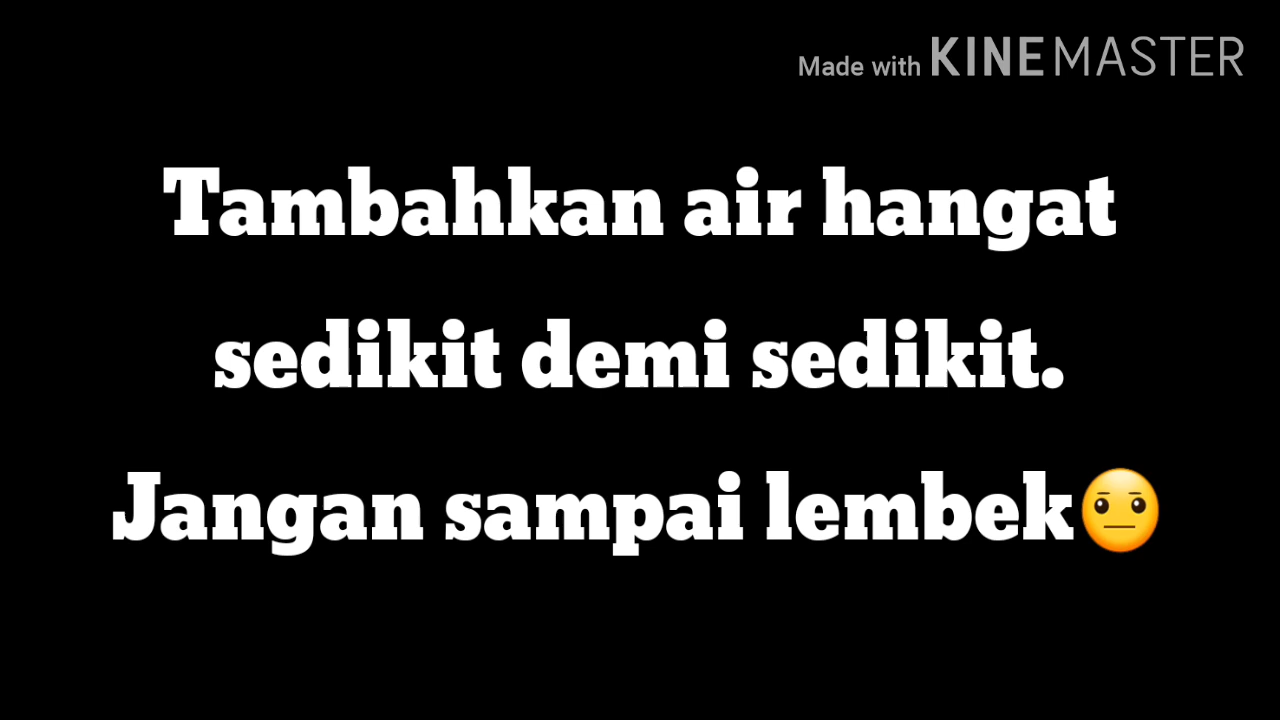 Made with KINEMASTER
Tambahkan air hangat
sedikit demi sedikit.
Jangan sampai lembek😐